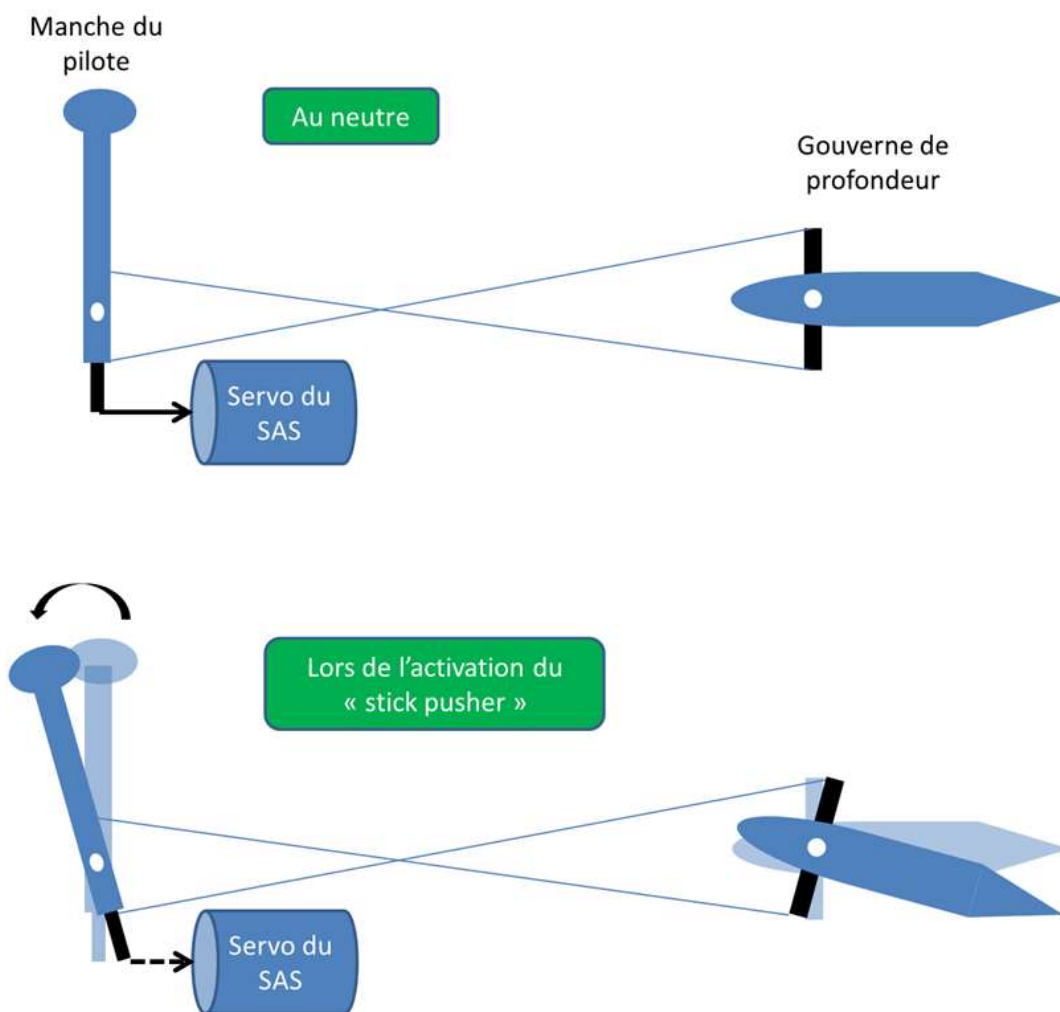 Manche du
pilote
Au neutre
Gouverne de
profondeur
Servo du
SAS
Lors de l'activation du
« stick pusher »
Servo du
SAS